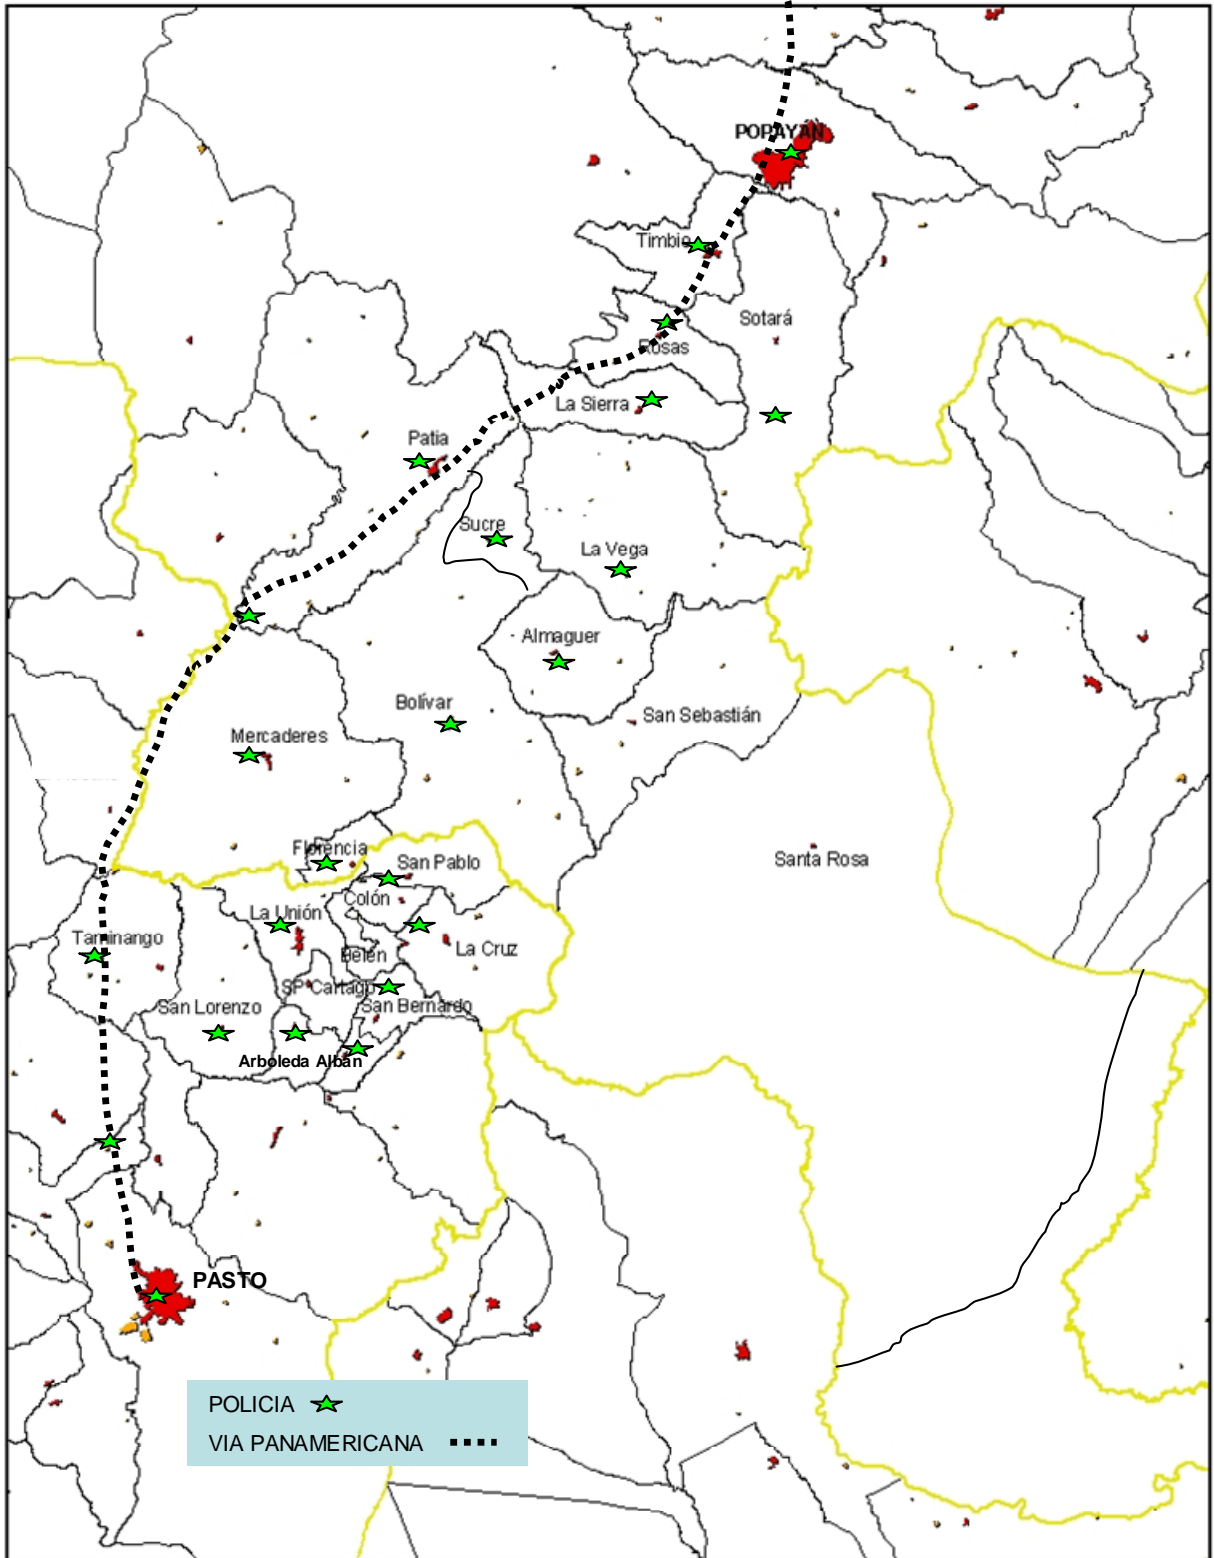 POPAYÁN
Timbio
Sotará
Rosas
La Sierra
Patia
Sucre
La Vega
Almaguer
Bolívar
San Sebastián
Mercaderes
Florencia
San Pablo
Santa Rosa
Colón
La Unión
Taminango
La Cruz
Belén
SP Cartago
San Lorenzo
San Bernardo
Arboleda Albán
PASTO
POLICIA
VIA PANAMERICANA